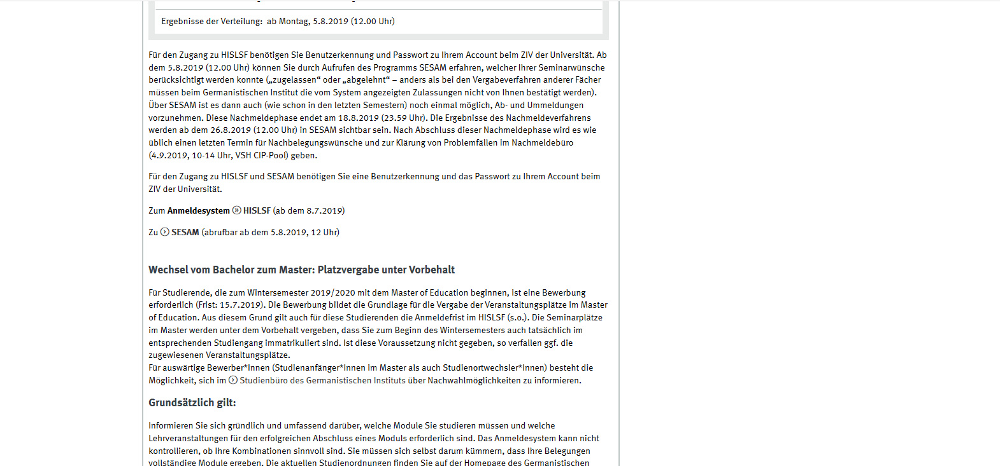 Ergebnisse der Verteilung: ab Montag, 5.8.2019 (12.00 Uhr)
Für den Zugang zu HISLSF benötigen Sie Benutzerkennung und Passwort zu Ihrem Account beim ZIV der Universität. Ab
dem 5.8.2019 (12.00 Uhr) können Sie durch Aufrufen des Programms SESAM erfahren, welcher Ihrer Seminarwünsche
berücksichtigt werden konnte („zugelassen“ oder „abgelehnt“ – anders als bei den Vergabeverfahren anderer Fächer
müssen beim Germanistischen Institut die vom System angezeigten Zulassungen nicht von Ihnen bestätigt werden).
Über SESAM ist es dann auch (wie schon in den letzten Semestern) noch einmal möglich, Ab- und Ummeldungen
vorzunehmen. Diese Nachmeldephase endet am 18.8.2019 (23.59 Uhr). Die Ergebnisse des Nachmeldeverfahrens
werden ab dem 26.8.2019 (12.00 Uhr) in SESAM sichtbar sein. Nach Abschluss dieser Nachmeldephase wird es wie
üblich einen letzten Termin für Nachbelegungswünsche und zur Klärung von Problemfällen im Nachmeldebüro
(4.9.2019, 10-14 Uhr, VSH CIP-Pool) geben.
Für den Zugang zu HISLSF und SESAM benötigen Sie eine Benutzerkennung und das Passwort zu Ihrem Account beim
ZIV der Universität.
Zum Anmeldesystem HISLSF (ab dem 8.7.2019)
Zu SESAM (abrufbar ab dem 5.8.2019, 12 Uhr)
Wechsel vom Bachelor zum Master: Platzvergabe unter Vorbehalt
Für Studierende, die zum Wintersemester 2019/2020 mit dem Master of Education beginnen, ist eine Bewerbung
erforderlich (Frist: 15.7.2019). Die Bewerbung bildet die Grundlage für die Vergabe der Veranstaltungsplätze im Master
of Education. Aus diesem Grund gilt auch für diese Studierenden die Anmeldefrist im HISLSF (s.o.). Die Seminarplätze
im Master werden unter dem Vorbehalt vergeben, dass Sie zum Beginn des Wintersemesters auch tatsächlich im
entsprechenden Studiengang immatrikuliert sind. Ist diese Voraussetzung nicht gegeben, so verfallen ggf. die
zugewiesenen Veranstaltungsplätze.
Für auswärtige Bewerber*Innen (Studienanfänger*Innen im Master als auch Studienortwechsler*Innen) besteht die
Möglichkeit, sich im Studienbüro des Germanistischen Instituts über Nachwahlmöglichkeiten zu informieren.
Grundsätzlich gilt:
Informieren Sie sich gründlich und umfassend darüber, welche Module Sie studieren müssen und welche
Lehrveranstaltungen für den erfolgreichen Abschluss eines Moduls erforderlich sind. Das Anmeldesystem kann nicht
kontrollieren, ob Ihre Kombinationen sinnvoll sind. Sie müssen sich selbst darum kümmern, dass Ihre Belegungen
vollständige Module ergeben. Die aktuellen Studienordnungen finden Sie auf der Homepage des Germanistischen